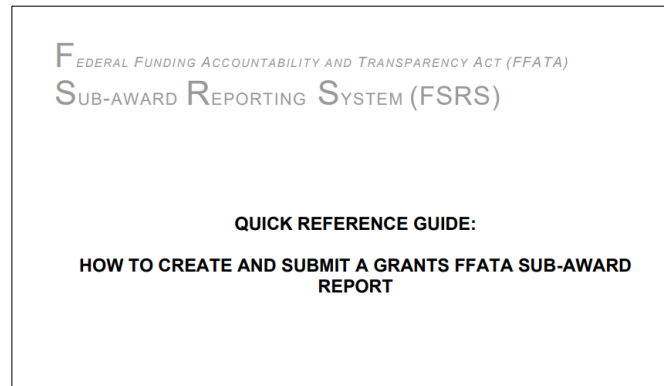 FEDERAL FUNDING ACCOUNTABILITY AND TRANSPARENCY ACT (FFATA)
SUB-AWARD REPORTING SYSTEM (FSRS)
QUICK REFERENCE GUIDE:
HOW TO CREATE AND SUBMIT A GRANTS FFATA SUB-AWARD
REPORT